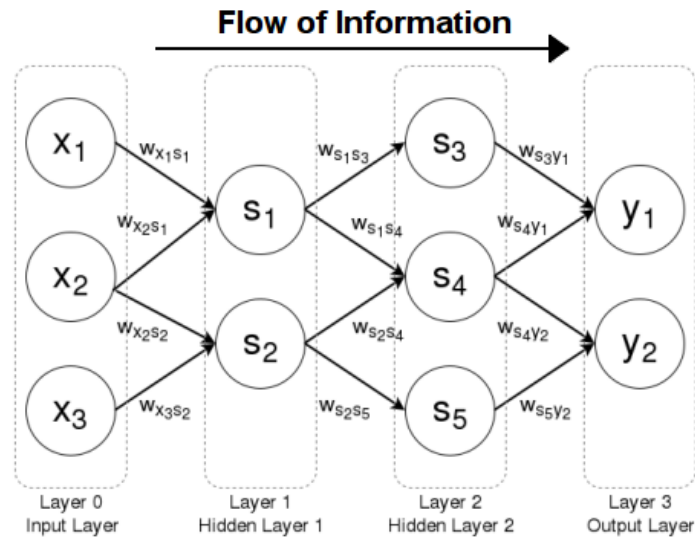 Flow of Information
x1
x2
x3
wx1s1
wx2s1
wx2s2
wx3s2
s1
s2
ws1s3
ws1s4
ws2s4
ws2s5
s3
s4
s5
ws3y1
ws4y1
ws4y2
ws5y2
y1
y2
Layer 0
Input Layer
Layer 1
Hidden Layer 1
Layer 2
Hidden Layer 2
Layer 3
Output Layer